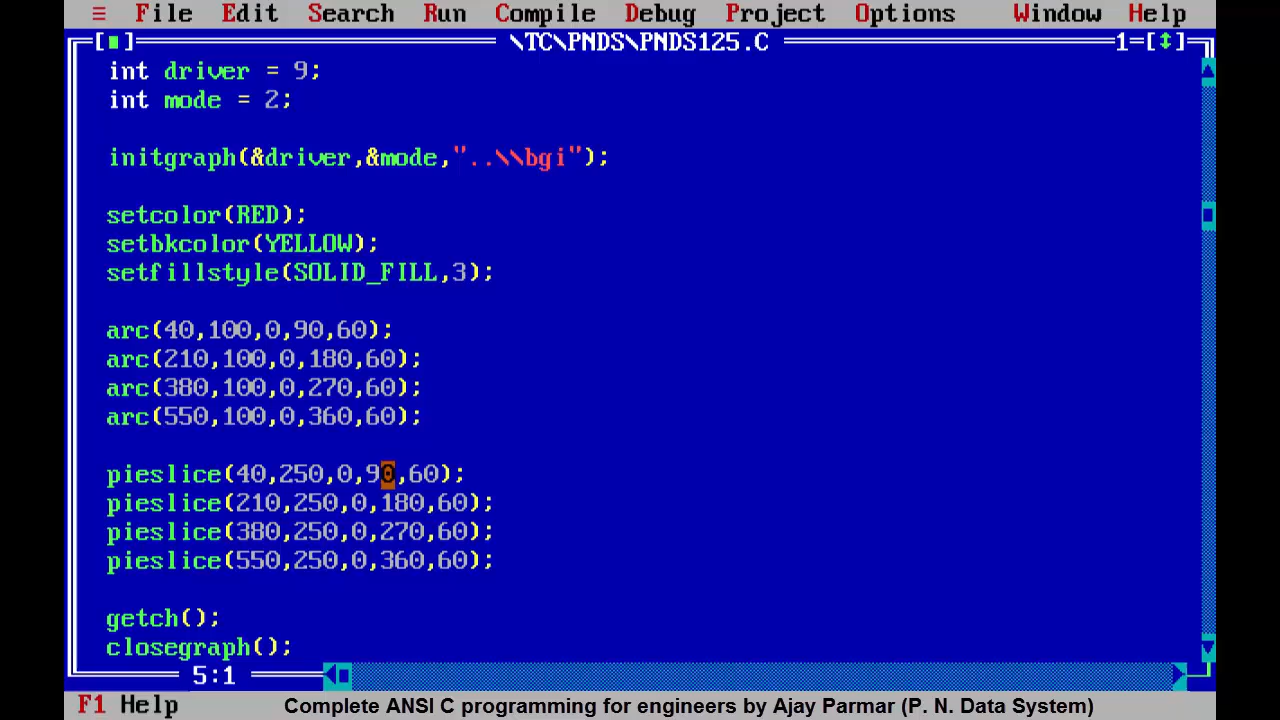 ≡ File Edit Search Run Compile Debug Project Options Window Help
[■] \TC\PNDS\PNDS125.C 1=[↕]
int driver = 9;
int mode = 2;
initgraph(&driver,&mode,"..\\bgi");
setcolor(RED);
setbkcolor(YELLOW);
setfillstyle(SOLID_FILL,3);
arc(40,100,0,90,60);
arc(210,100,0,180,60);
arc(380,100,0,270,60);
arc(550,100,0,360,60);
pieslice(40,250,0,90,60);
pieslice(210,250,0,180,60);
pieslice(380,250,0,270,60);
pieslice(550,250,0,360,60);
getch();
closegraph();
5:1
F1 Help Complete ANSI C programming for engineers by Ajay Parmar (P. N. Data System)